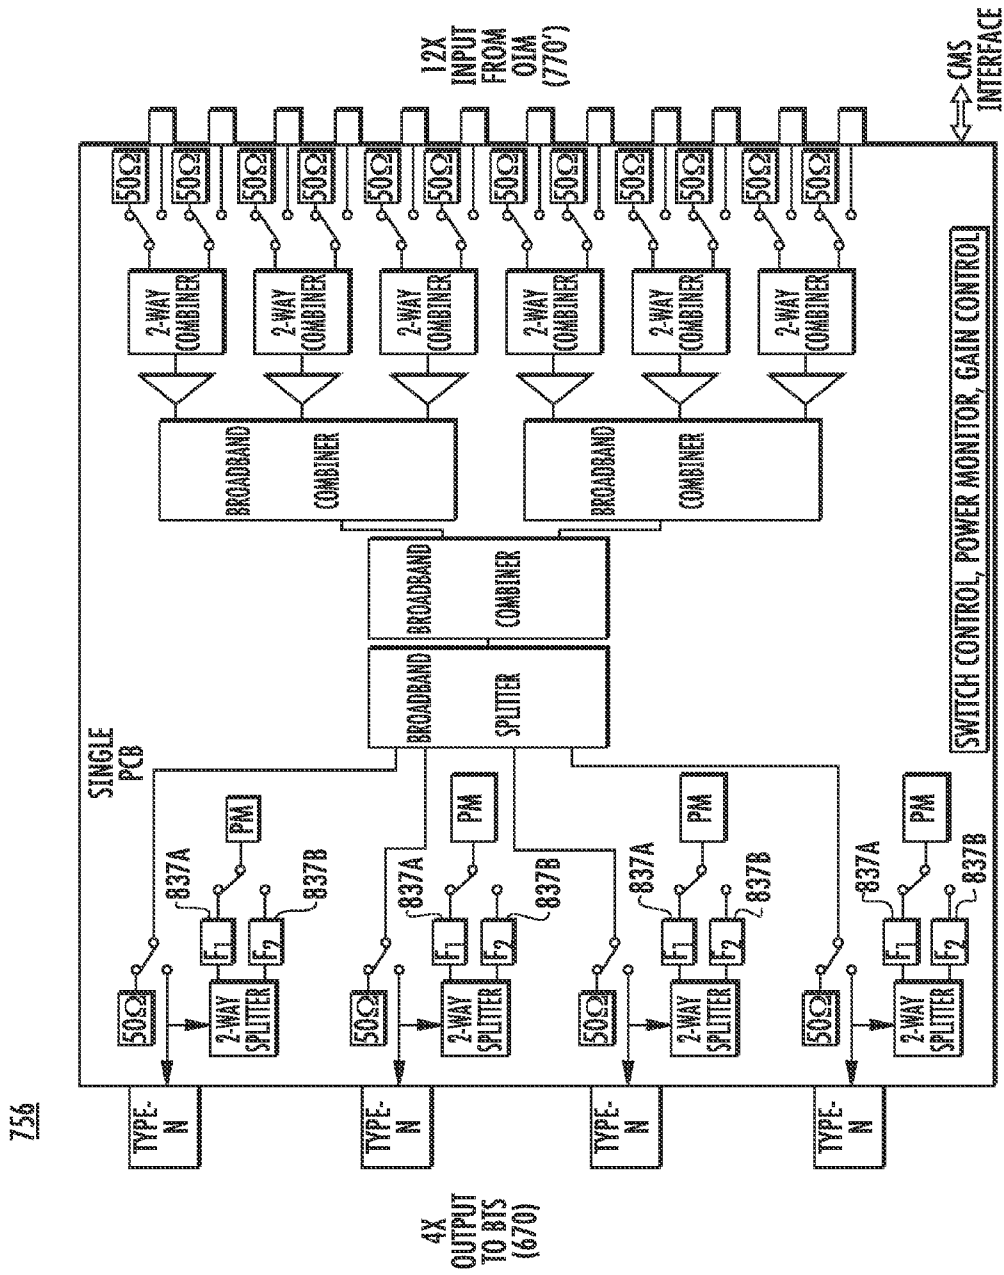 756
SINGLE
PCB
4X
OUTPUT
TO BTS
(670)
TYPE-
N
50Ω
2-WAY
SPLITTER
F1
F2
837A
837B
PM
TYPE-
N
50Ω
2-WAY
SPLITTER
F1
F2
837A
837B
PM
TYPE-
N
50Ω
2-WAY
SPLITTER
F1
F2
837A
837B
PM
TYPE-
N
50Ω
2-WAY
SPLITTER
F1
F2
837A
837B
PM
BROADBAND
SPLITTER
BROADBAND
COMBINER
BROADBAND
COMBINER
BROADBAND
COMBINER
2-WAY
COMBINER
2-WAY
COMBINER
2-WAY
COMBINER
2-WAY
COMBINER
2-WAY
COMBINER
2-WAY
COMBINER
50Ω
50Ω
50Ω
50Ω
50Ω
50Ω
50Ω
50Ω
50Ω
50Ω
50Ω
50Ω
12X
INPUT
FROM
OIM
(770')
SWITCH CONTROL, POWER MONITOR, GAIN CONTROL
CMS
INTERFACE